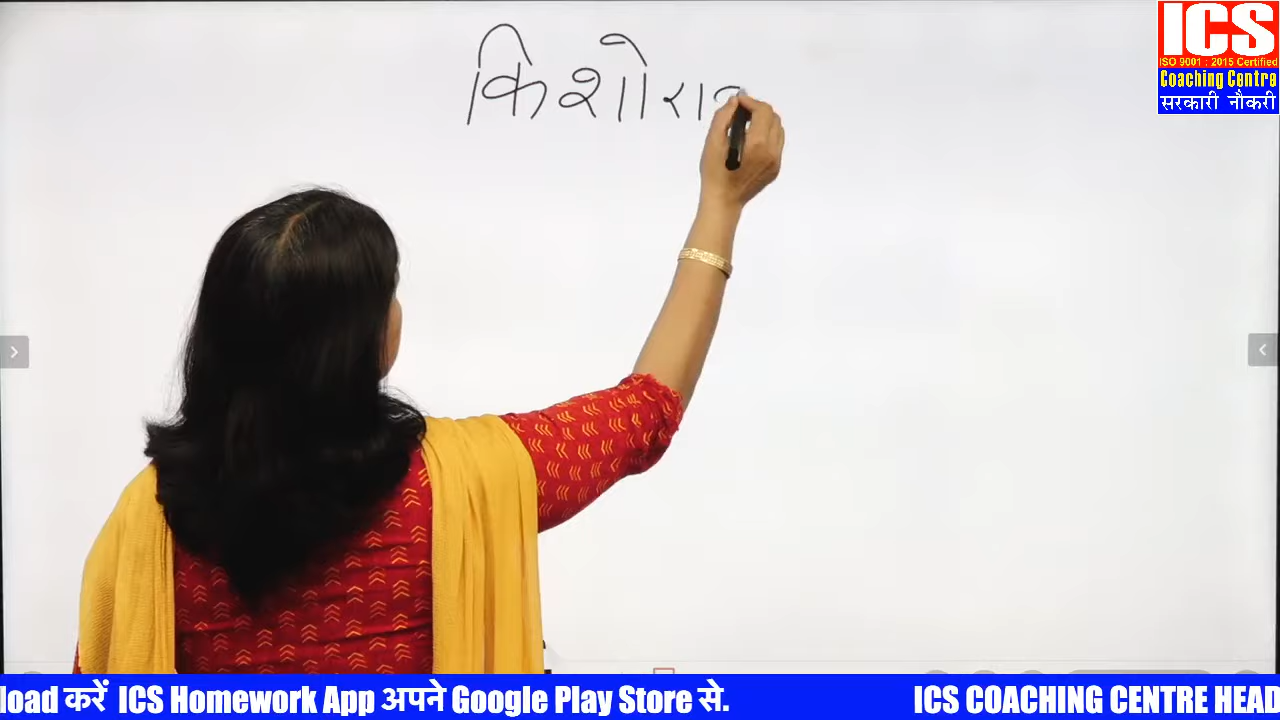 किशोरा
ICS
ISO 9001 : 2015 Certified
Coaching Centre
सरकारी नौकरी
load करें ICS Homework App अपने Google Play Store से.
ICS COACHING CENTRE HEAD